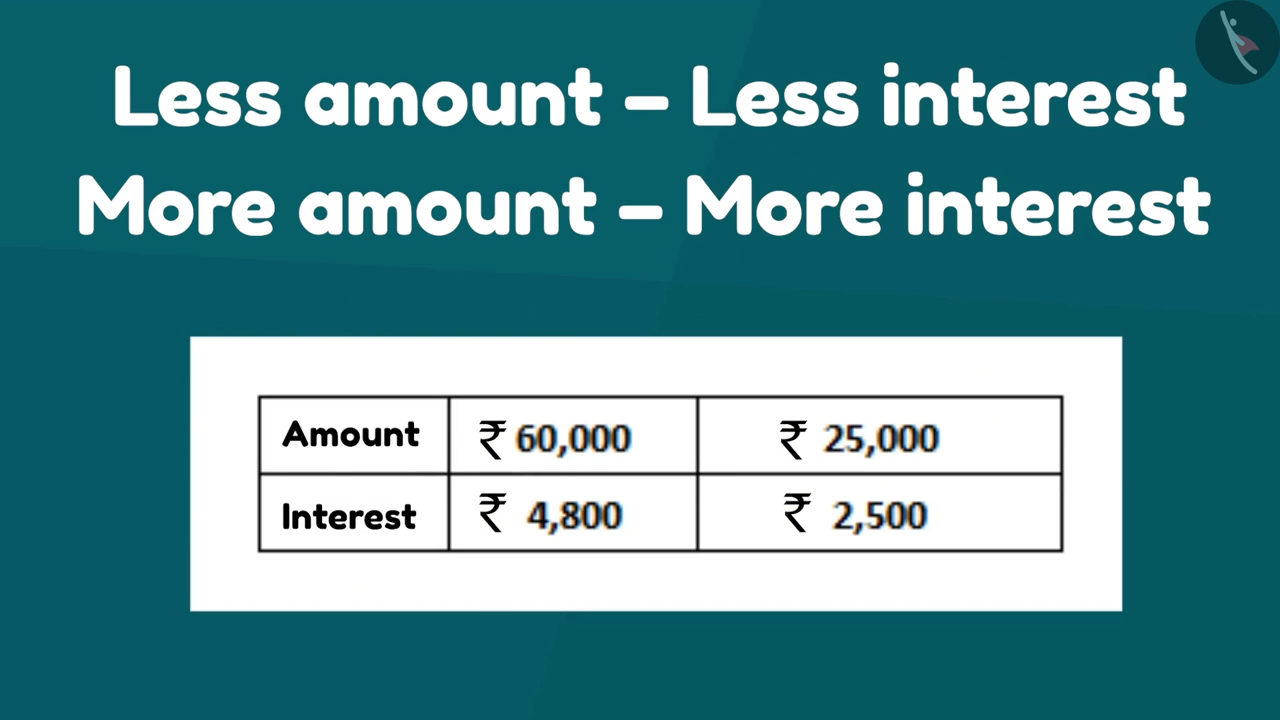 Less amount – Less interest
More amount – More interest
Amount ₹ 60,000 ₹ 25,000
Interest ₹ 4,800 ₹ 2,500